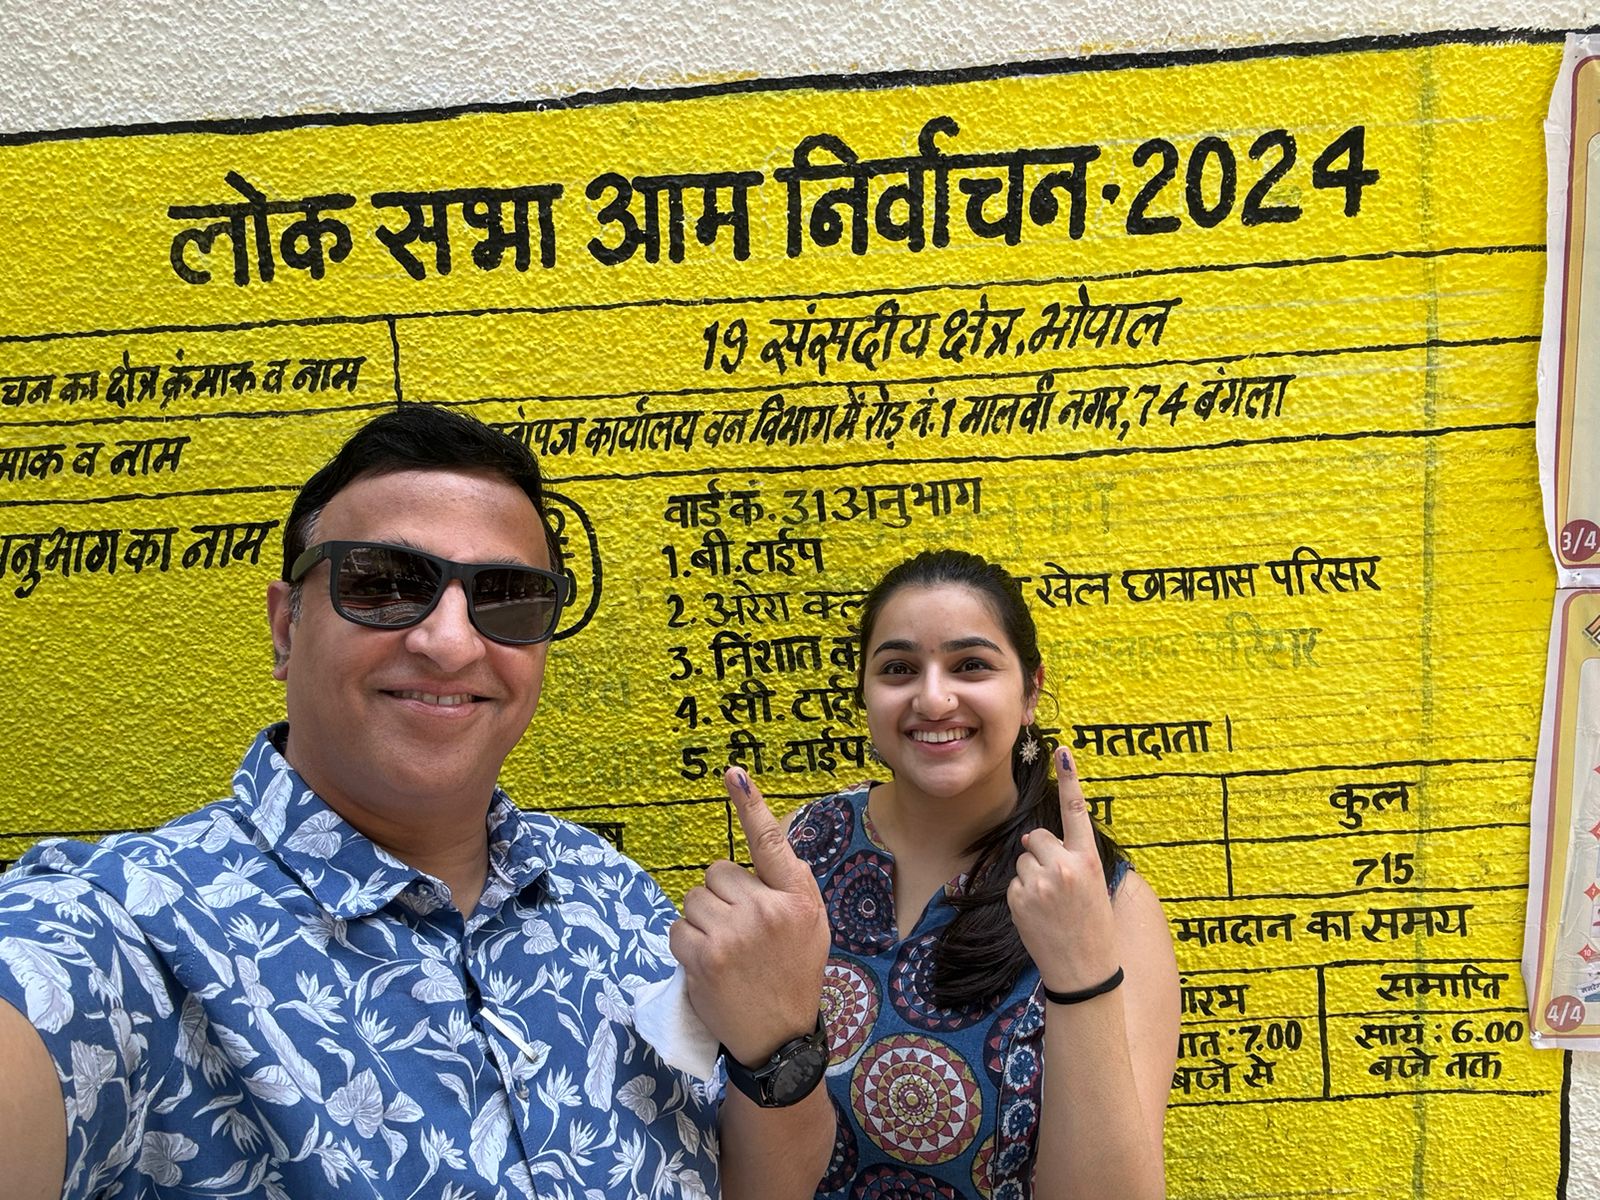 लोक सभा आम निर्वाचन-2024
चन का क्षेत्र क्रंमाक व नाम
19 संसदीय क्षेत्र, भोपाल
माक व नाम
कार्यालय वन विभाग में रोड़ नं.1 मालवी नगर, 74 बंगला
नुभाग का नाम
वार्ड कं. 31 अनुभाग
1. बी. टाईप
2. अरेरा खेल छात्रावास परिसर
3. निंशात
4. सी. टाईप
5. डी. टाईप मतदाता।
कुल
715
मतदान का समय
समाप्ति
7.00 सायं : 6.00
बजे से बजे तक
3/4
4/4